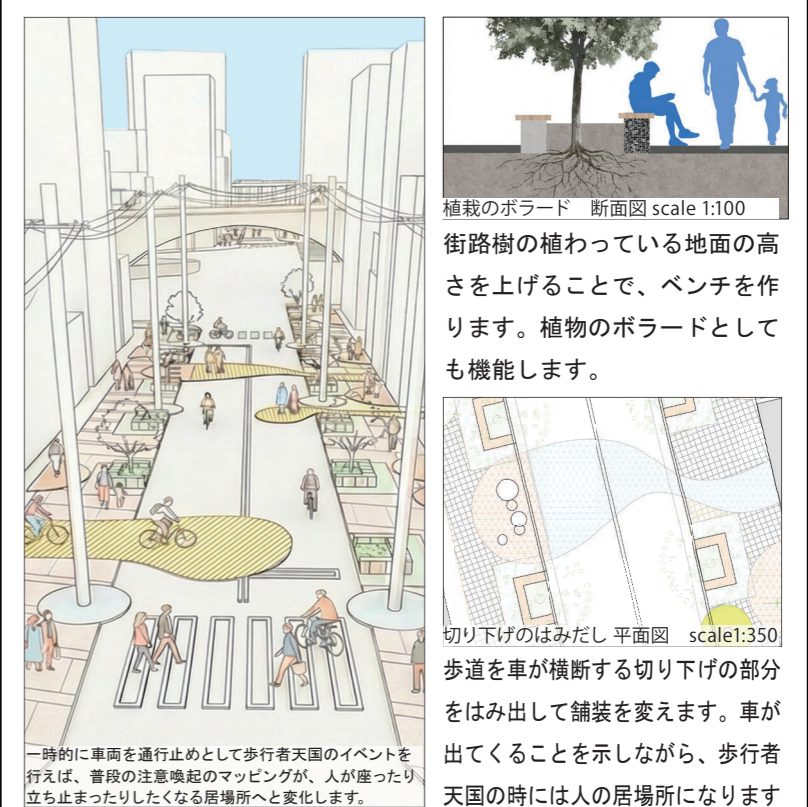 一時的に車両を通行止めとして歩行者天国のイベントを
行えば、普段の注意喚起のマッピングが、人が座ったり
立ち止まったりしたくなる居場所へと変化します。
植栽のボラード　断面図 scale 1:100
街路樹の植わっている地面の高
さを上げることで、ベンチを作
ります。植物のボラードとして
も機能します。
切り下げのはみだし 平面図　scale1:350
歩道を車が横断する切り下げの部分
をはみ出して舗装を変えます。車が
出てくることを示しながら、歩行者
天国の時には人の居場所になります